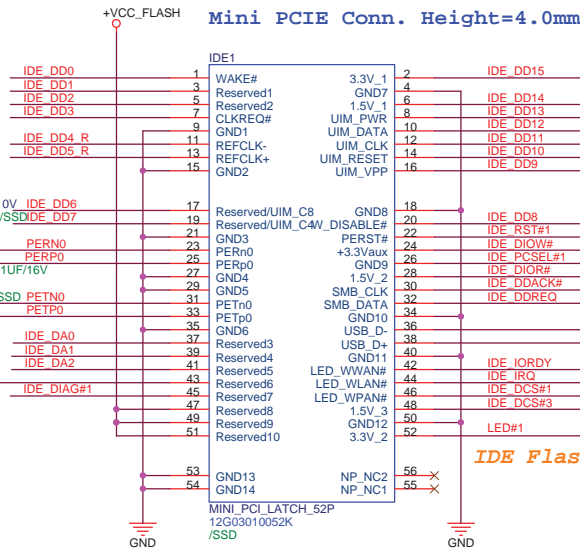 +VCC_FLASH
Mini PCIE Conn. Height=4.0mm
IDE1
IDE_DD0 1 WAKE# 3.3V_1 2 IDE_DD15
IDE_DD1 3 Reserved1 GND7 4
IDE_DD2 5 Reserved2 1.5V_1 6 IDE_DD14
IDE_DD3 7 CLKREQ# UIM_PWR 8 IDE_DD13
9 GND1 UIM_DATA 10 IDE_DD12
IDE_DD4_R 11 REFCLK- UIM_CLK 12 IDE_DD11
IDE_DD5_R 13 REFCLK+ UIM_RESET 14 IDE_DD10
15 GND2 UIM_VPP 16 IDE_DD9
0V IDE_DD6 17 Reserved/UIM_C8 GND8 18
/SSD IDE_DD7 19 Reserved/UIM_C4 W_DISABLE# 20 IDE_DD8
21 GND3 PERST# 22 IDE_RST#1
PERN0 23 PERn0 +3.3Vaux 24 IDE_DIOW#
PERP0 25 PERp0 GND9 26 IDE_PCSEL#1
1UF/16V 27 GND4 1.5V_2 28 IDE_DIOR#
29 GND5 SMB_CLK 30 IDE_DDACK#
SSD PETN0 31 PETn0 SMB_DATA 32 IDE_DDREQ
PETP0 33 PETp0 GND10 34
35 GND6 USB_D- 36
IDE_DA0 37 Reserved3 USB_D+ 38
IDE_DA1 39 Reserved4 GND11 40
IDE_DA2 41 Reserved5 LED_WWAN# 42 IDE_IORDY
43 Reserved6 LED_WLAN# 44 IDE_IRQ
IDE_DIAG#1 45 Reserved7 LED_WPAN# 46 IDE_DCS#1
47 Reserved8 1.5V_3 48 IDE_DCS#3
49 Reserved9 GND12 50
51 Reserved10 3.3V_2 52 LED#1
IDE Flas
53 GND13 NP_NC2 56
54 GND14 NP_NC1 55
MINI_PCI_LATCH_52P
12G03010052K
/SSD
GND GND